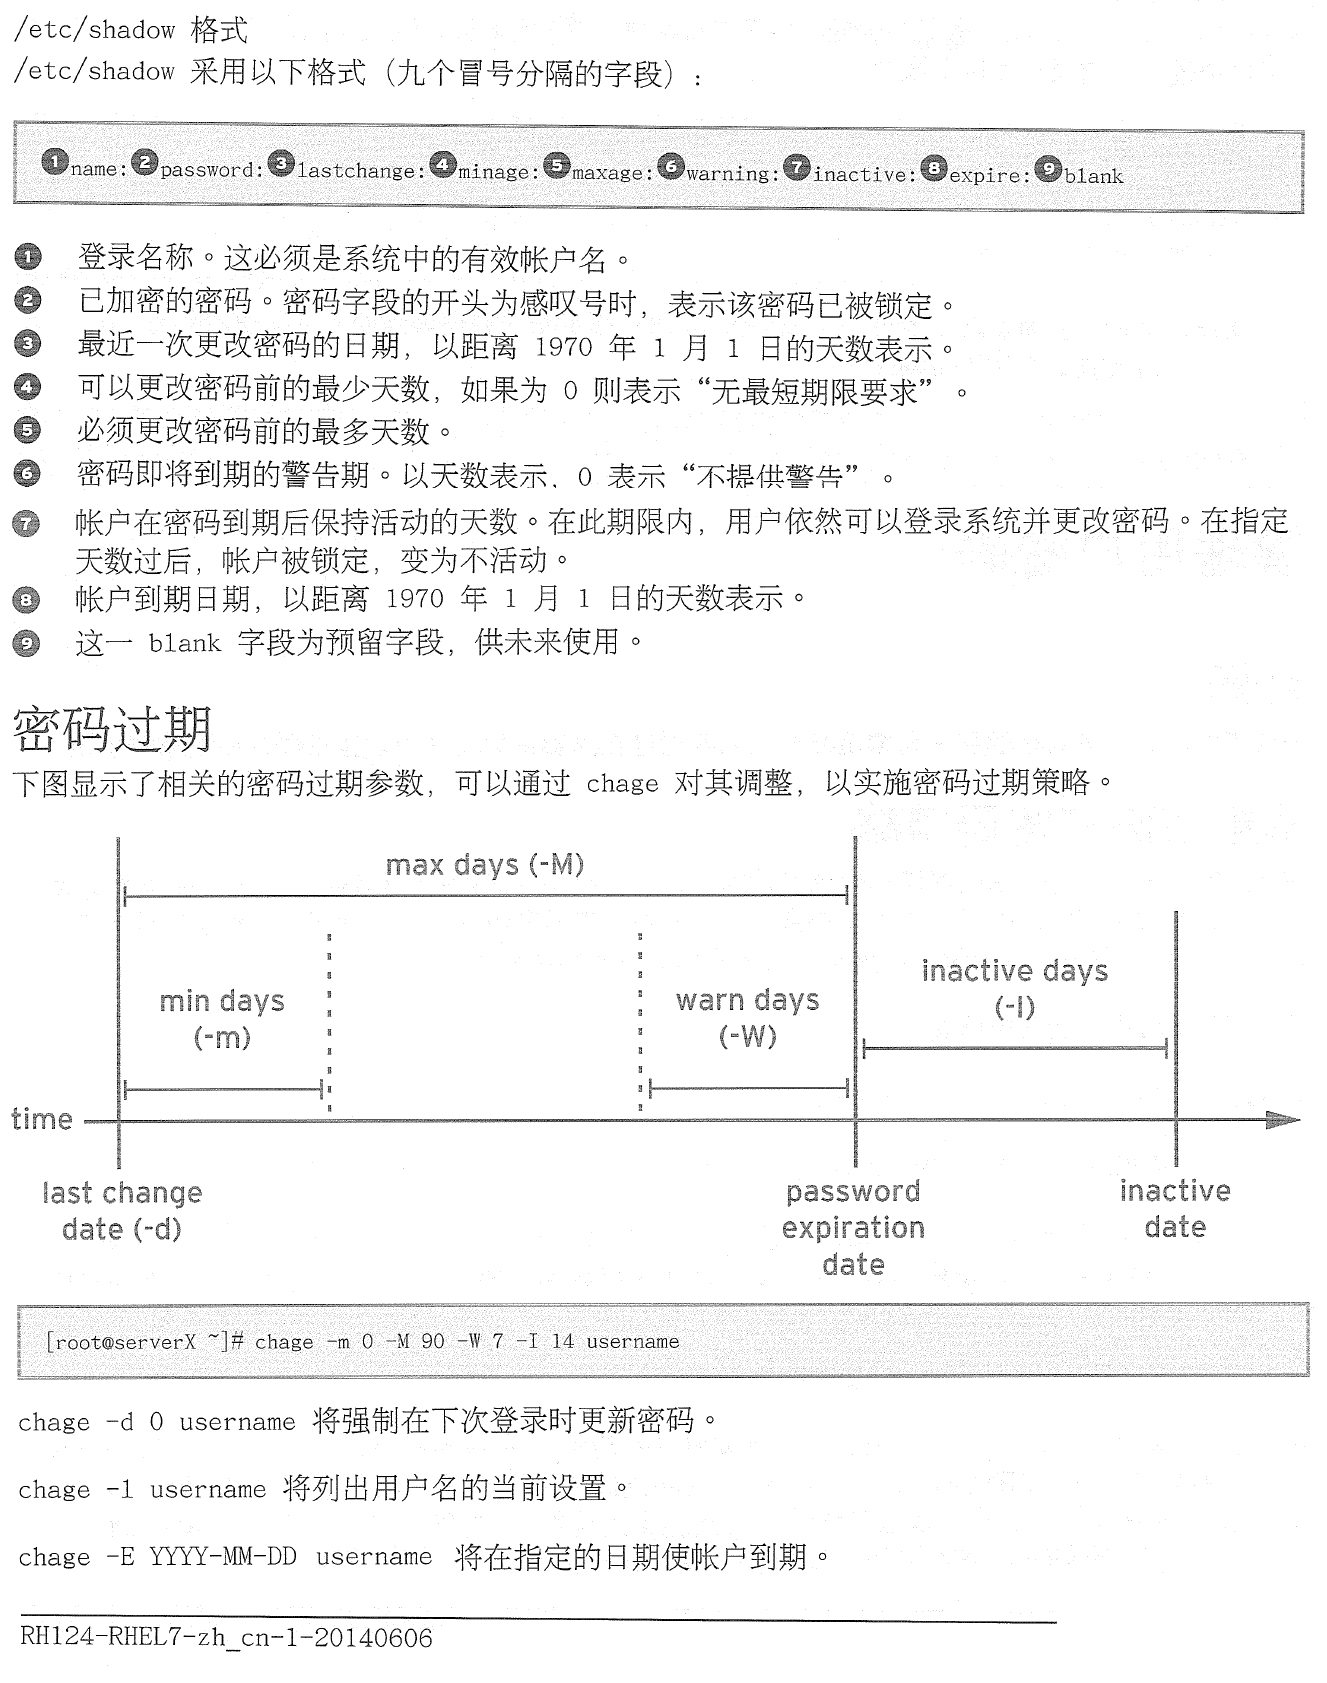 /etc/shadow 格式
/etc/shadow 采用以下格式（九个冒号分隔的字段）：
1name:2password:3lastchange:4minage:5maxage:6warning:7inactive:8expire:9blank
1 登录名称。这必须是系统中的有效帐户名。
2 已加密的密码。密码字段的开头为感叹号时，表示该密码已被锁定。
3 最近一次更改密码的日期，以距离 1970 年 1 月 1 日的天数表示。
4 可以更改密码前的最少天数，如果为 0 则表示“无最短期限要求”。
5 必须更改密码前的最多天数。
6 密码即将到期的警告期。以天数表示，0 表示“不提供警告”。
7 帐户在密码到期后保持活动的天数。在此期限内，用户依然可以登录系统并更改密码。在指定
天数过后，帐户被锁定，变为不活动。
8 帐户到期日期，以距离 1970 年 1 月 1 日的天数表示。
9 这一 blank 字段为预留字段，供未来使用。
密码过期
下图显示了相关的密码过期参数，可以通过 chage 对其调整，以实施密码过期策略。
max days (-M)
inactive days
(-I)
min days
(-m)
warn days
(-W)
time
last change
date (-d)
password
expiration
date
inactive
date
[root@serverX ~]# chage -m 0 -M 90 -W 7 -I 14 username
chage -d 0 username 将强制在下次登录时更新密码。
chage -l username 将列出用户名的当前设置。
chage -E YYYY-MM-DD username 将在指定的日期使帐户到期。
RH124-RHEL7-zh_cn-1-20140606